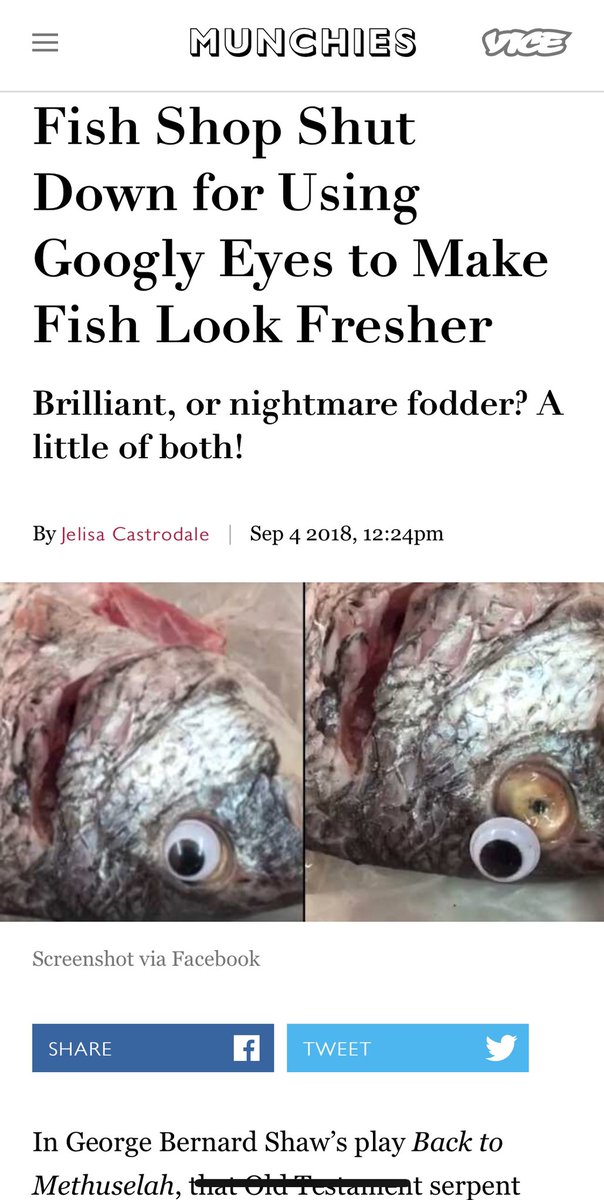 MUNCHIES
VICE
Fish Shop Shut
Down for Using
Googly Eyes to Make
Fish Look Fresher
Brilliant, or nightmare fodder? A
little of both!
By Jelisa Castrodale | Sep 4 2018, 12:24pm
Screenshot via Facebook
SHARE
TWEET
In George Bernard Shaw’s play Back to
Methuselah, that Old Testament serpent